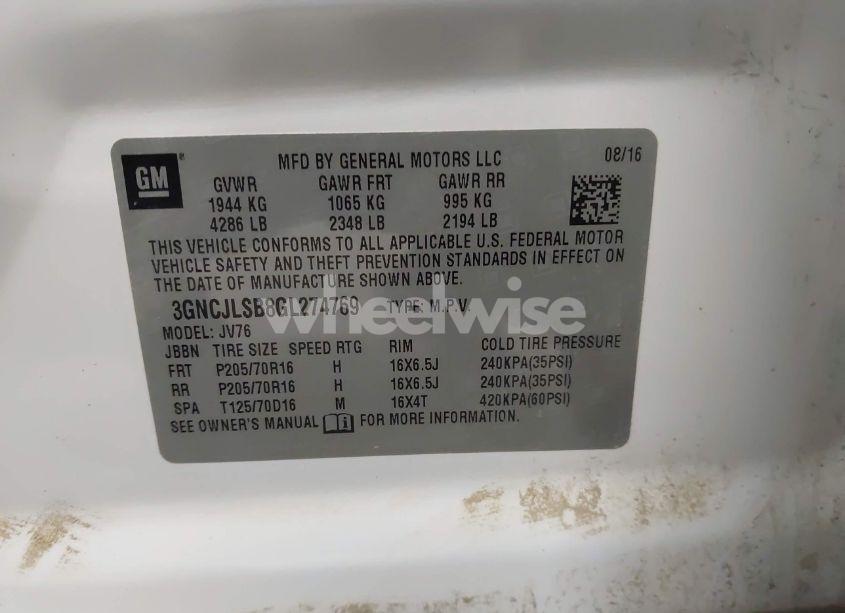 GM
MFD BY GENERAL MOTORS LLC 08/16
GVWR GAWR FRT GAWR RR
1944 KG 1065 KG 995 KG
4286 LB 2348 LB 2194 LB
THIS VEHICLE CONFORMS TO ALL APPLICABLE U.S. FEDERAL MOTOR
VEHICLE SAFETY AND THEFT PREVENTION STANDARDS IN EFFECT ON
THE DATE OF MANUFACTURE SHOWN ABOVE.
3GNCJLSB8GL274769 TYPE: M.P.V.
wheelwise
MODEL: JV76
JBBN TIRE SIZE SPEED RTG RIM COLD TIRE PRESSURE
FRT P205/70R16 H 16X6.5J 240KPA(35PSI)
RR P205/70R16 H 16X6.5J 240KPA(35PSI)
SPA T125/70D16 M 16X4T 420KPA(60PSI)
SEE OWNER'S MANUAL FOR MORE INFORMATION.